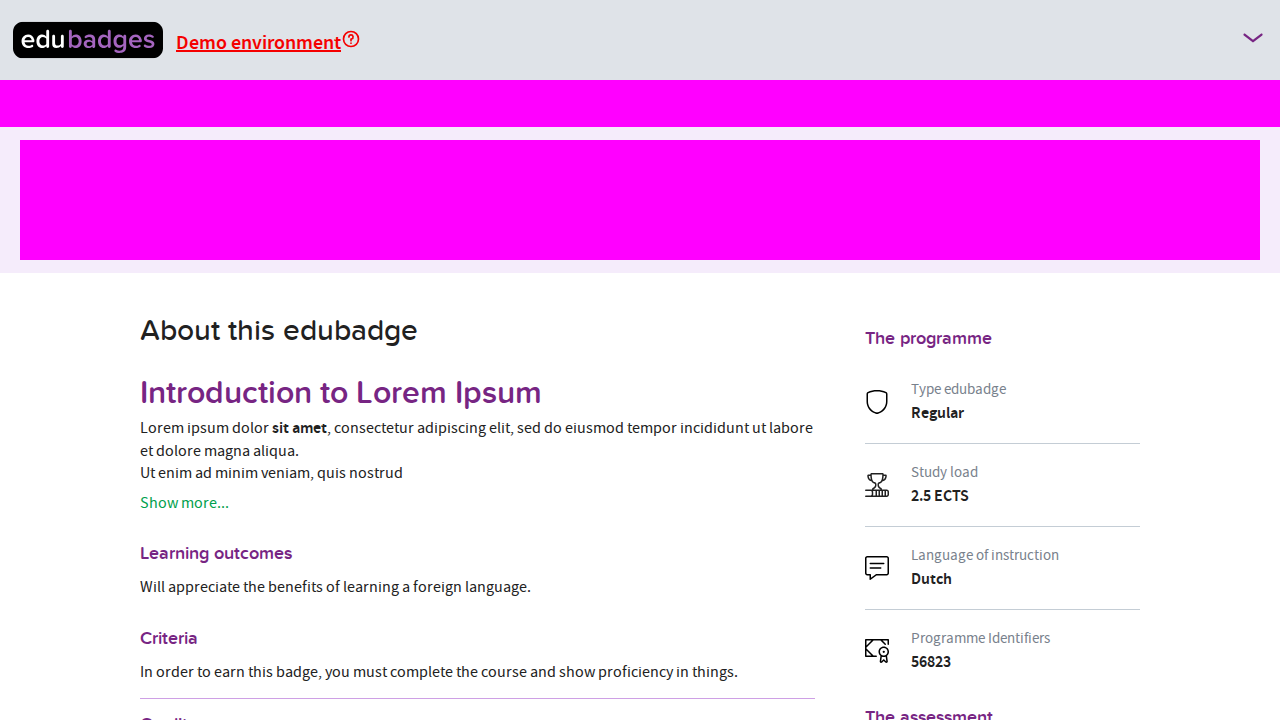 edubadges
Demo environment
About this edubadge
Introduction to Lorem Ipsum
Lorem ipsum dolor sit amet, consectetur adipiscing elit, sed do eiusmod tempor incididunt ut labore
et dolore magna aliqua.
Ut enim ad minim veniam, quis nostrud
Show more...
Learning outcomes
Will appreciate the benefits of learning a foreign language.
Criteria
In order to earn this badge, you must complete the course and show proficiency in things.
The programme
Type edubadge
Regular
Study load
2.5 ECTS
Language of instruction
Dutch
Programme Identifiers
56823
The assessment